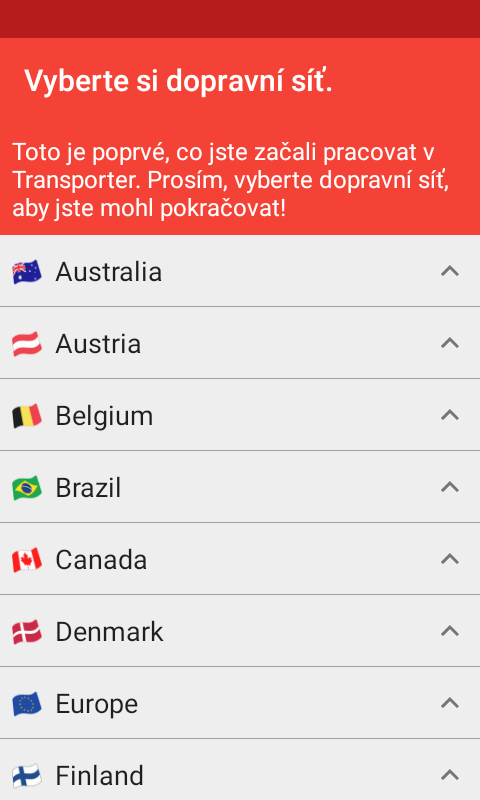 Vyberte si dopravní síť.
Toto je poprvé, co jste začali pracovat v
Transporter. Prosím, vyberte dopravní síť,
aby jste mohl pokračovat!
Australia
Austria
Belgium
Brazil
Canada
Denmark
Europe
Finland